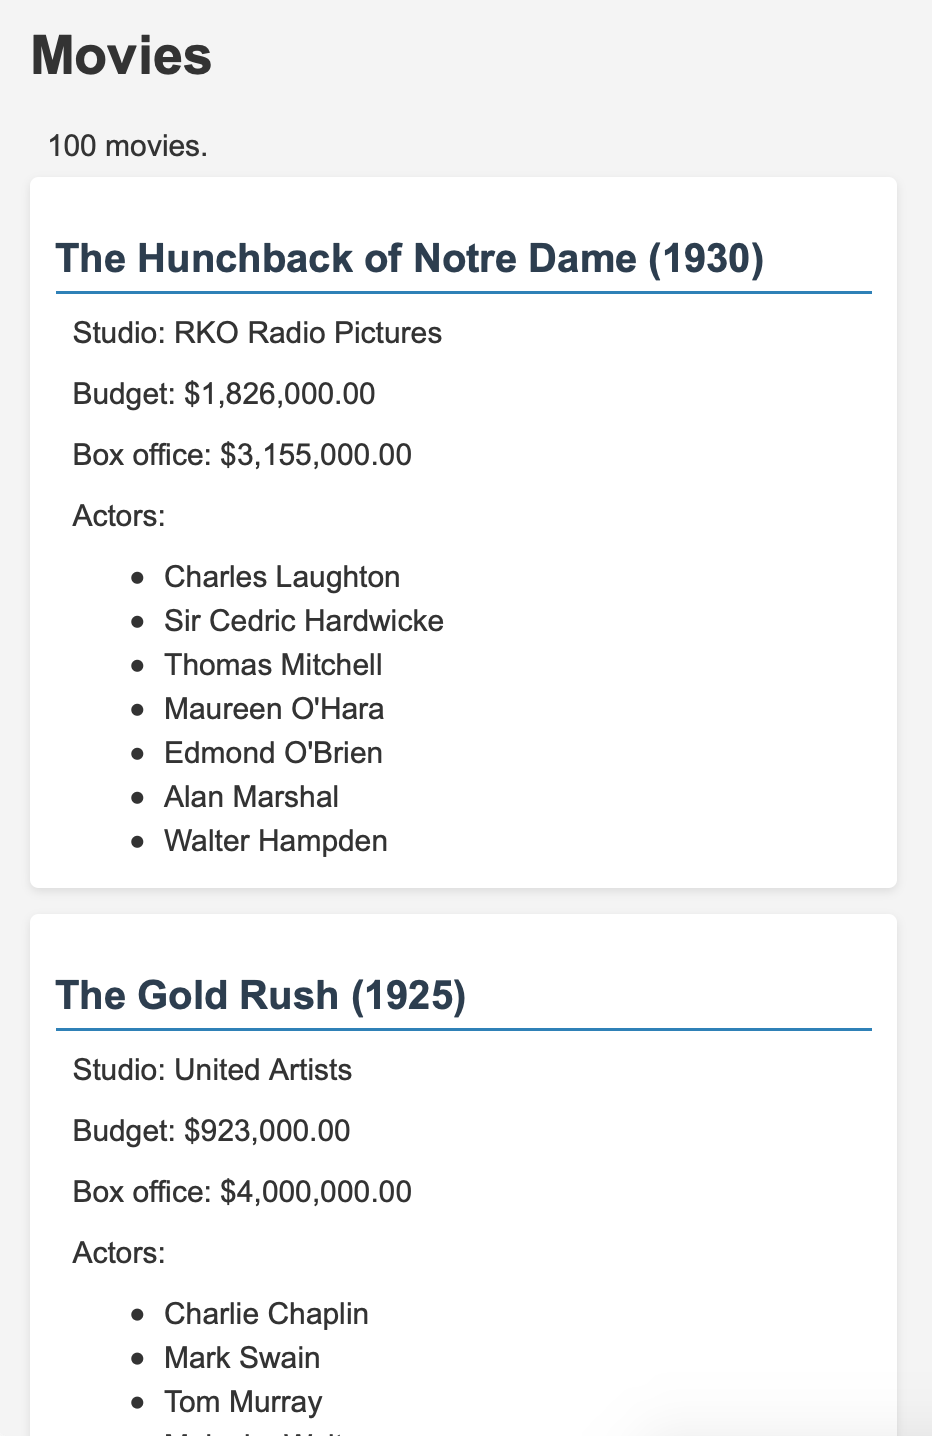 Movies
100 movies.
The Hunchback of Notre Dame (1930)
Studio: RKO Radio Pictures
Budget: $1,826,000.00
Box office: $3,155,000.00
Actors:
Charles Laughton
Sir Cedric Hardwicke
Thomas Mitchell
Maureen O'Hara
Edmond O'Brien
Alan Marshal
Walter Hampden
The Gold Rush (1925)
Studio: United Artists
Budget: $923,000.00
Box office: $4,000,000.00
Actors:
Charlie Chaplin
Mark Swain
Tom Murray